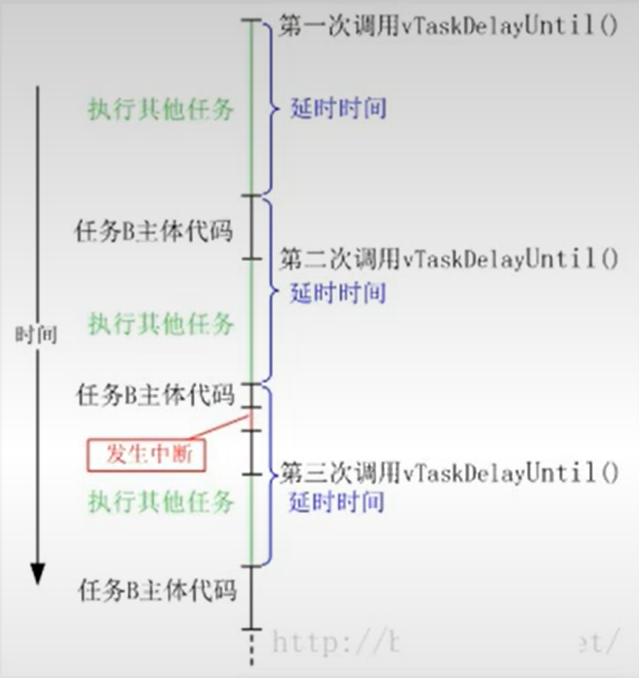 第一次调用vTaskDelayUntil()
执行其他任务
延时时间
任务B主体代码
第二次调用vTaskDelayUntil()
延时时间
执行其他任务
时间
任务B主体代码
发生中断
第三次调用vTaskDelayUntil()
执行其他任务
延时时间
任务B主体代码
http://b
et/